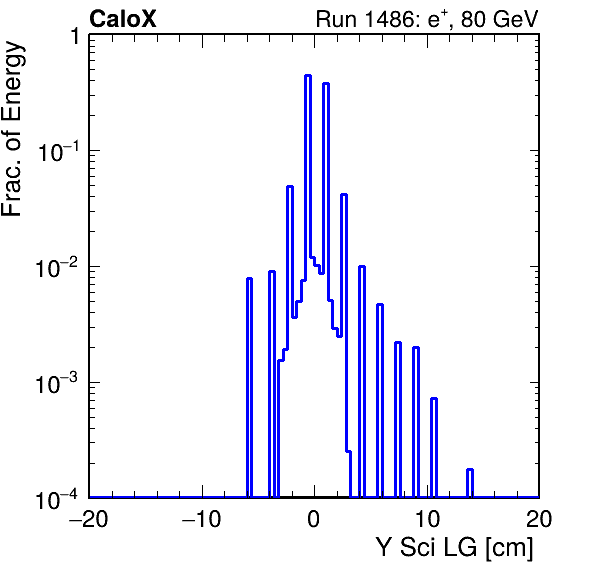 CaloX Run 1486: e⁺, 80 GeV
Frac. of Energy
1
10⁻¹
10⁻²
10⁻³
10⁻⁴
−20 −10 0 10 20
Y Sci LG [cm]